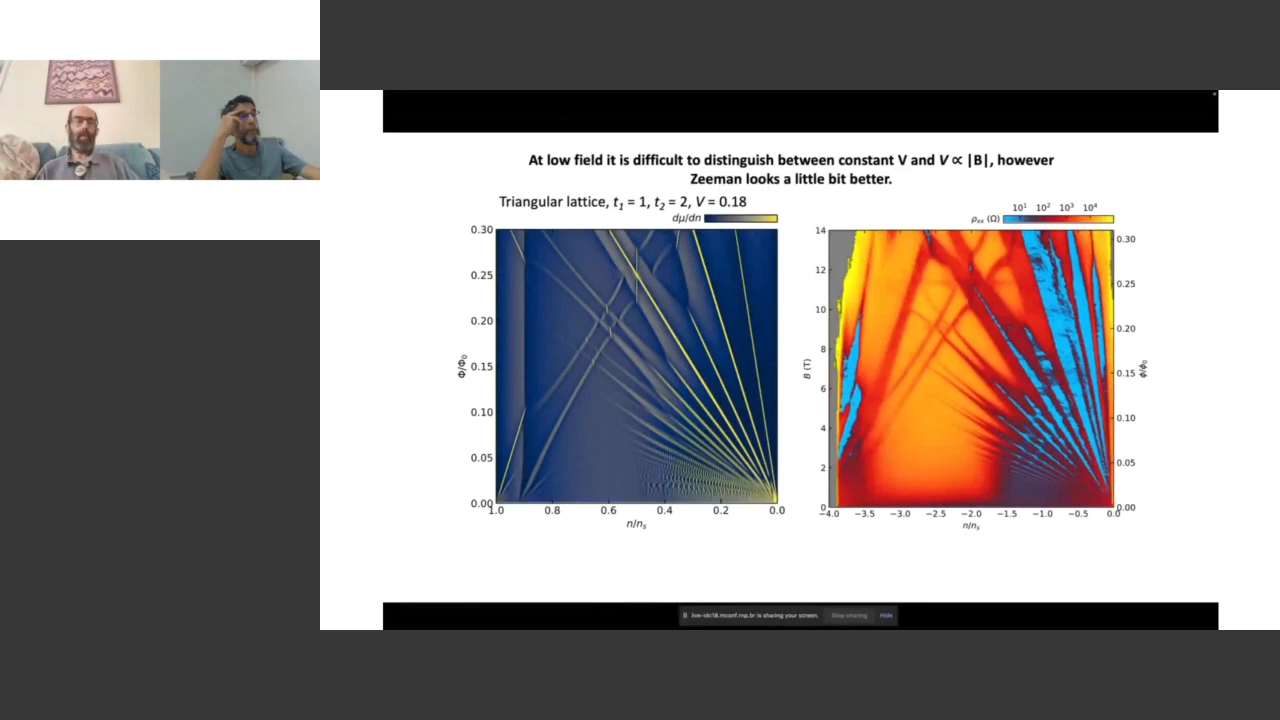 At low field it is difficult to distinguish between constant V and V ∝ |B|, however
Zeeman looks a little bit better.
Triangular lattice, t₁ = 1, t₂ = 2, V = 0.18
dμ/dn
0.30
0.25
0.20
0.15
0.10
0.05
0.00
Φ/Φ₀
1.0 0.8 0.6 0.4 0.2 0.0
n/nₛ
10¹ 10² 10³ 10⁴
ρₓₓ (Ω)
14
12
10
8
6
4
2
0
B (T)
0.30
0.25
0.20
0.15
0.10
0.05
0.00
ϕ/ϕ₀
−4.0 −3.5 −3.0 −2.5 −2.0 −1.5 −1.0 −0.5 0.0
n/nₛ
live-idc18.mconf.rnp.br is sharing your screen. Stop sharing Hide